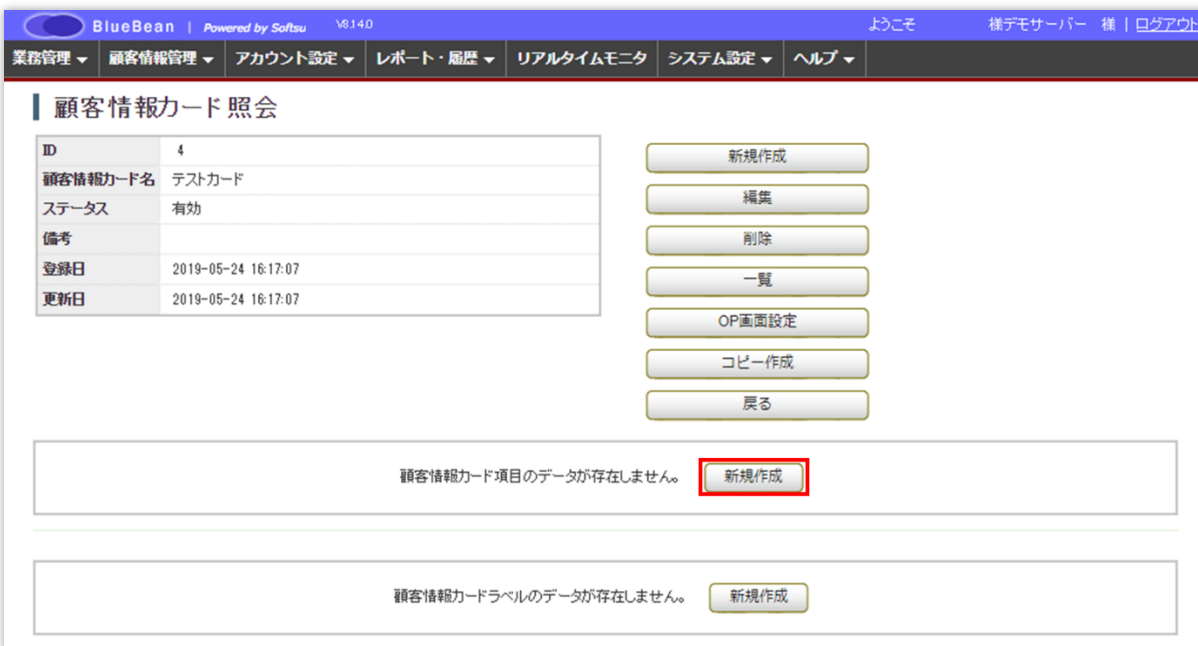 BlueBean | Powered by Softsu V8.14.0 ようこそ 様デモサーバー 様 | ログアウト
業務管理 顧客情報管理 アカウント設定 レポート・履歴 リアルタイムモニタ システム設定 ヘルプ
顧客情報カード 照会
ID 4
顧客情報カード名 テストカード
ステータス 有効
備考
登録日 2019-05-24 16:17:07
更新日 2019-05-24 16:17:07
新規作成
編集
削除
一覧
OP画面設定
コピー作成
戻る
顧客情報カード項目のデータが存在しません。 新規作成
顧客情報カードラベルのデータが存在しません。 新規作成